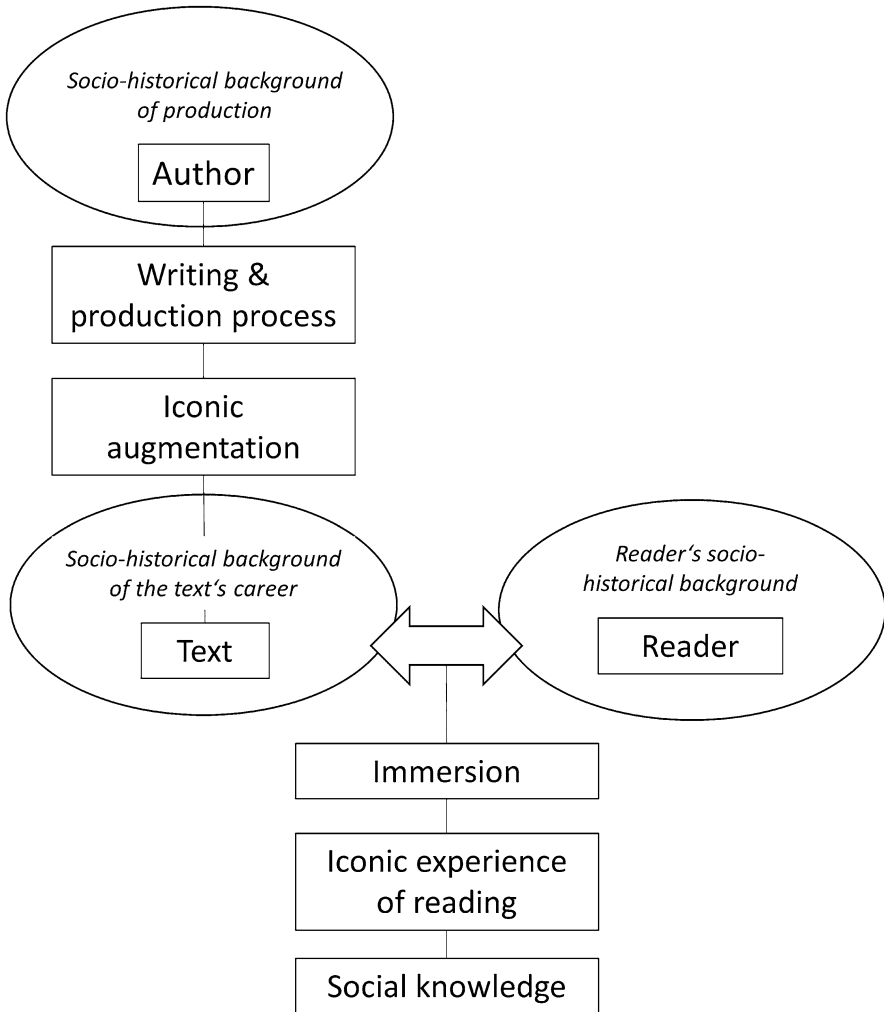 Socio-historical background
of production
Author
Writing &
production process
Iconic
augmentation
Socio-historical background
of the text‘s career
Text
Reader‘s socio-
historical background
Reader
Immersion
Iconic experience
of reading
Social knowledge